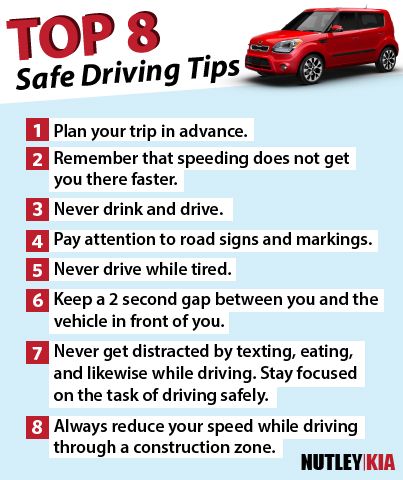 TOP 8
Safe Driving Tips
1 Plan your trip in advance.
2 Remember that speeding does not get
you there faster.
3 Never drink and drive.
4 Pay attention to road signs and markings.
5 Never drive while tired.
6 Keep a 2 second gap between you and the
vehicle in front of you.
7 Never get distracted by texting, eating,
and likewise while driving. Stay focused
on the task of driving safely.
8 Always reduce your speed while driving
through a construction zone.
NUTLEY|KIA